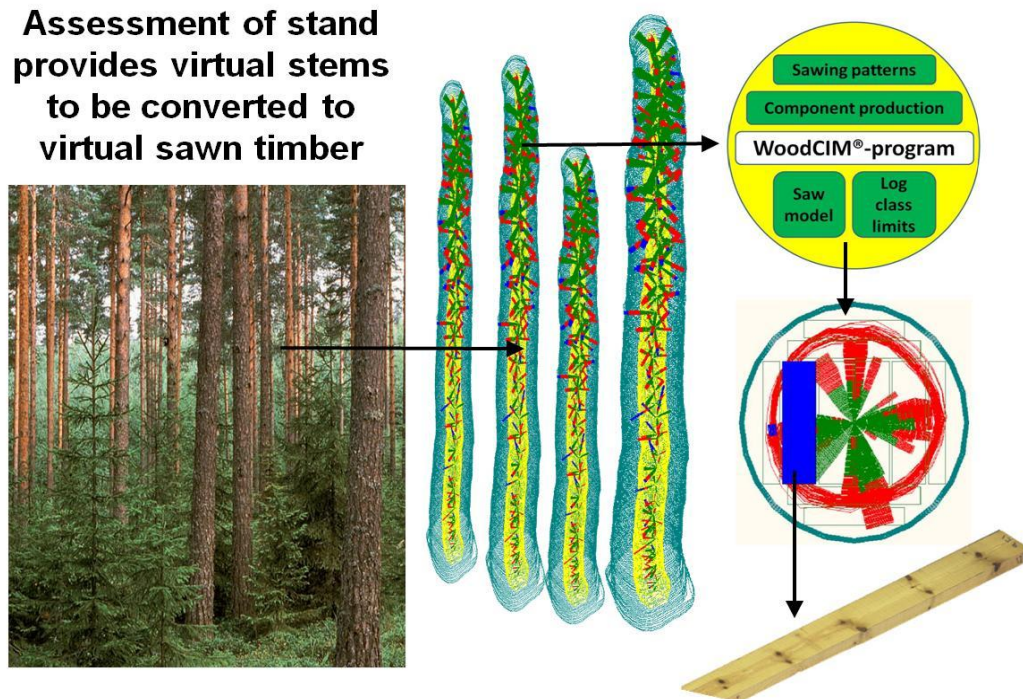 Assessment of stand
provides virtual stems
to be converted to
virtual sawn timber
Sawing patterns
Component production
WoodCIM®-program
Saw
model
Log
class
limits